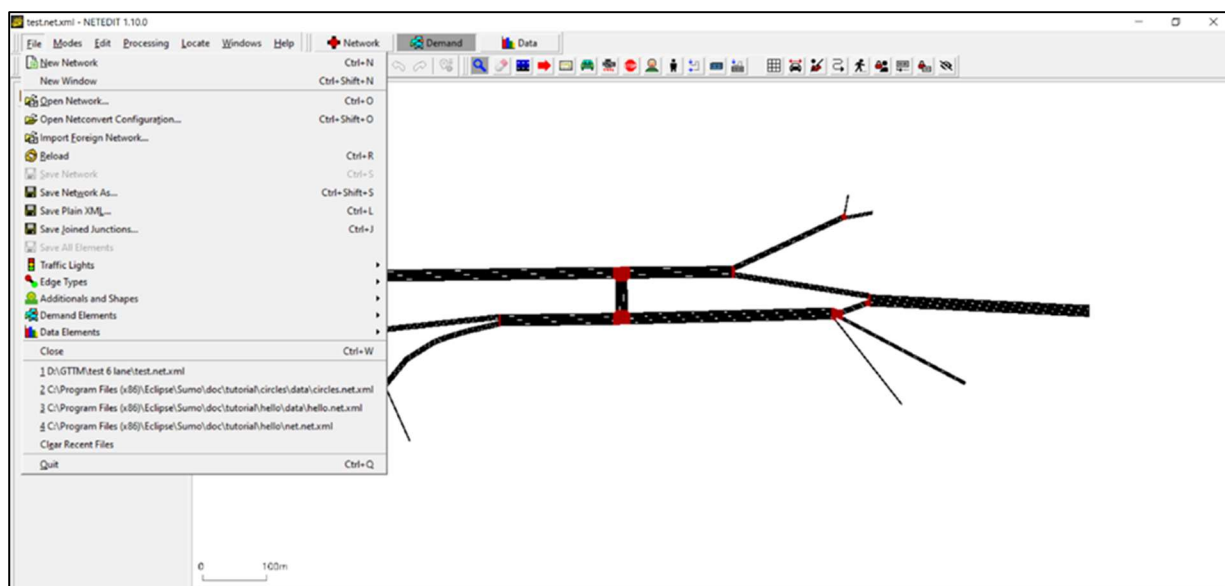 test.net.xml - NETEDIT 1.10.0
File Modes Edit Processing Locate Windows Help Network Demand Data
New Network Ctrl+N
New Window Ctrl+Shift+N
Open Network... Ctrl+O
Open Netconvert Configuration... Ctrl+Shift+O
Import Foreign Network...
Reload Ctrl+R
Save Network Ctrl+S
Save Network As... Ctrl+Shift+S
Save Plain XML... Ctrl+L
Save Joined Junctions... Ctrl+J
Save All Elements
Traffic Lights
Edge Types
Additionals and Shapes
Demand Elements
Data Elements
Close Ctrl+W
1 D:\GTTM\test 6 lane\test.net.xml
2 C:\Program Files (x86)\Eclipse\Sumo\doc\tutorial\circles\data\circles.net.xml
3 C:\Program Files (x86)\Eclipse\Sumo\doc\tutorial\hello\data\hello.net.xml
4 C:\Program Files (x86)\Eclipse\Sumo\doc\tutorial\hello\net.net.xml
Clear Recent Files
Quit Ctrl+Q
0 100m